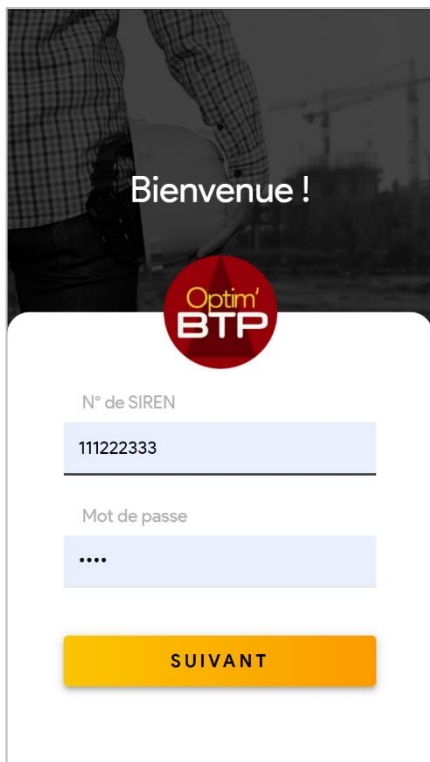 Bienvenue !
Optim'
BTP
N° de SIREN
111222333
Mot de passe
••••
SUIVANT